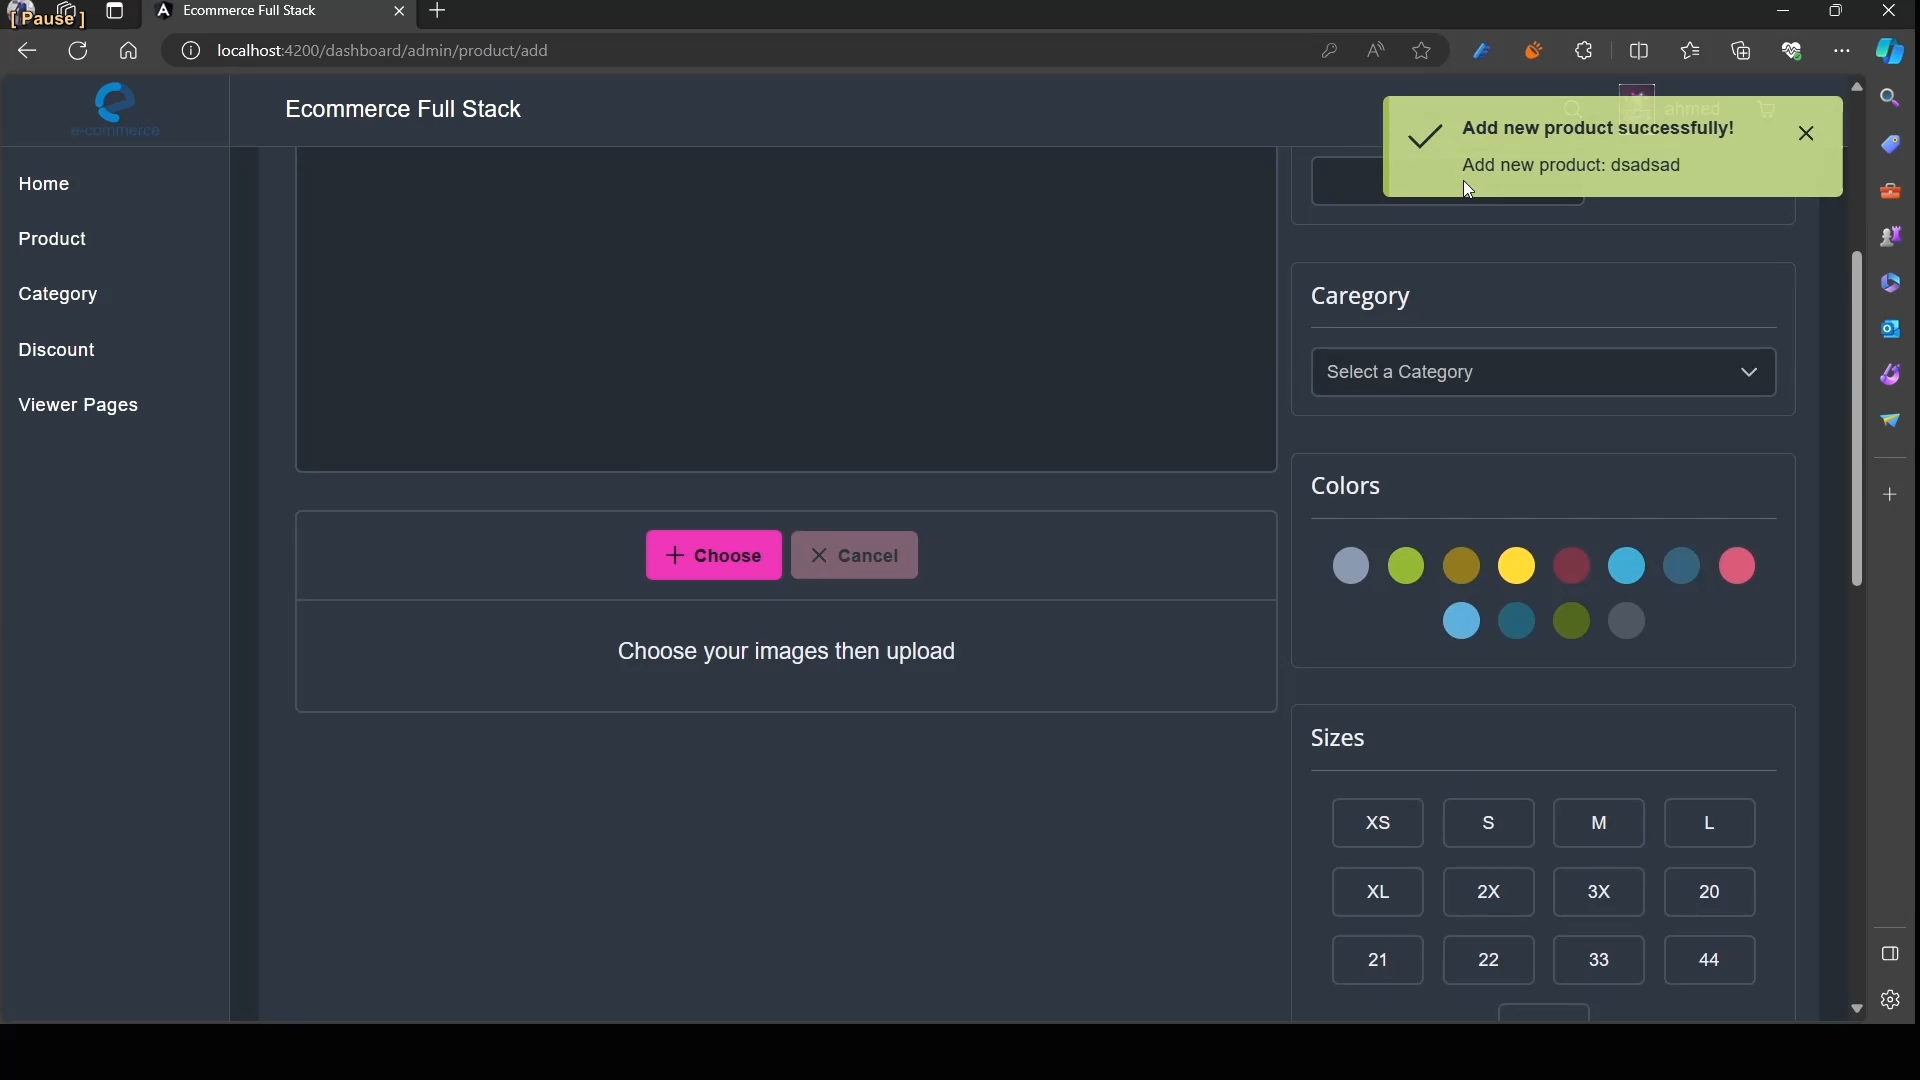 [ Pause ]
Ecommerce Full Stack
localhost:4200/dashboard/admin/product/add
e-commerce
Ecommerce Full Stack
ahmed
Add new product successfully!
Add new product: dsadsad
Home
Product
Category
Discount
Viewer Pages
Caregory
Select a Category
Colors
Choose
Cancel
Choose your images then upload
Sizes
XS
S
M
L
XL
2X
3X
20
21
22
33
44